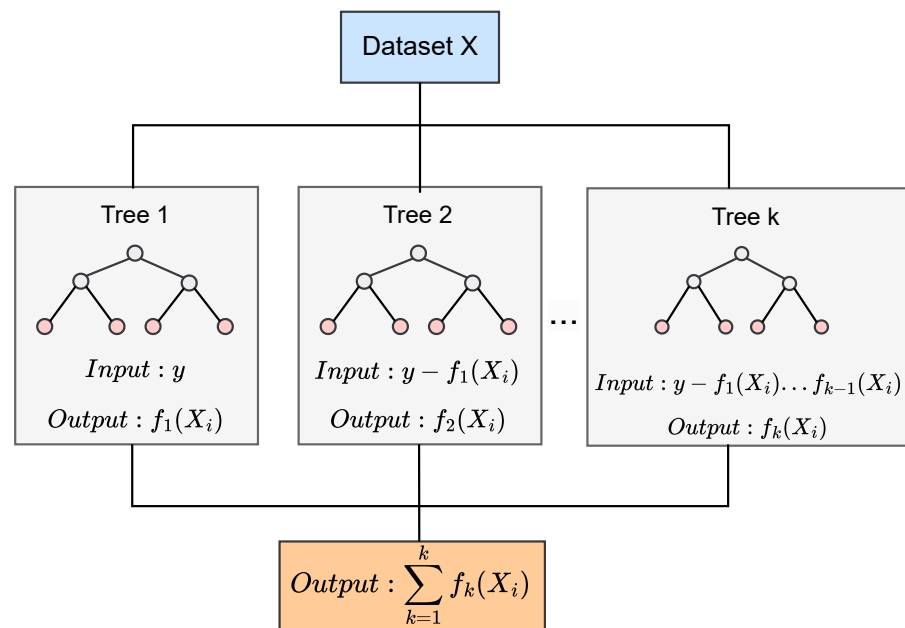 Dataset X
Tree 1
Input : y
Output : f₁(Xᵢ)
Tree 2
Input : y − f₁(Xᵢ)
Output : f₂(Xᵢ)
...
Tree k
Input : y − f₁(Xᵢ)...fₖ₋₁(Xᵢ)
Output : fₖ(Xᵢ)
Output : ∑ₖ₌₁ᵏ fₖ(Xᵢ)